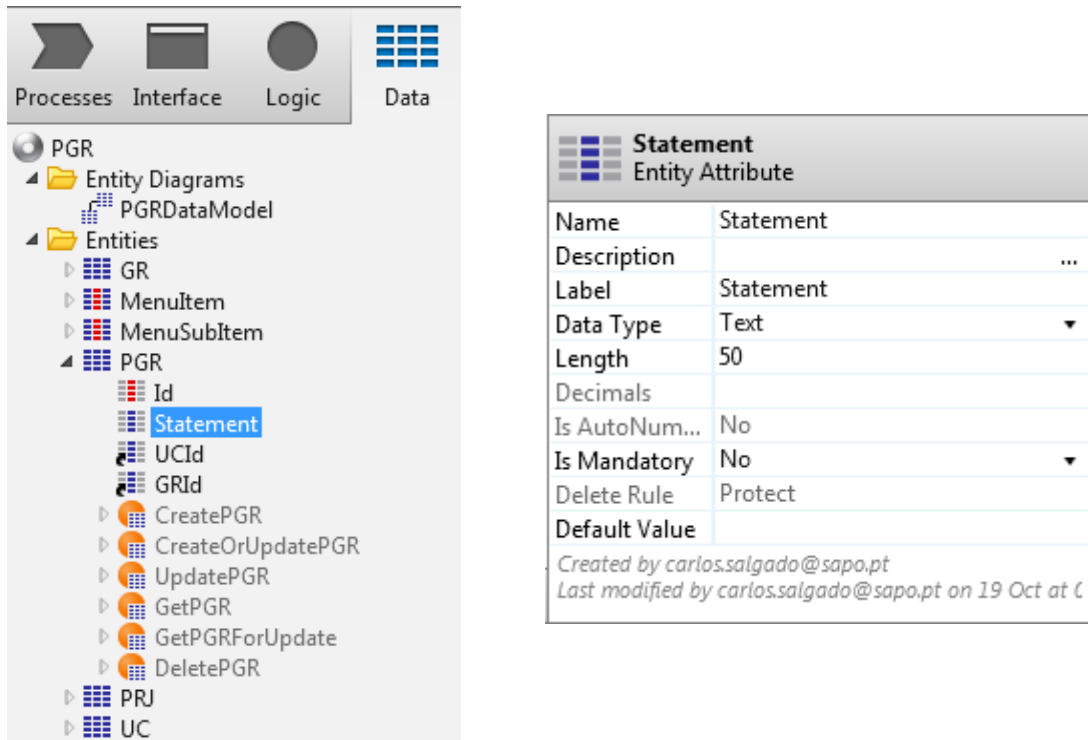 Processes Interface Logic Data
PGR
Entity Diagrams
PGRDataModel
Entities
GR
MenuItem
MenuSubItem
PGR
Id
Statement
UCId
GRId
CreatePGR
CreateOrUpdatePGR
UpdatePGR
GetPGR
GetPGRForUpdate
DeletePGR
PRJ
UC
Statement
Entity Attribute
Name Statement
Description ...
Label Statement
Data Type Text
Length 50
Decimals
Is AutoNum... No
Is Mandatory No
Delete Rule Protect
Default Value
Created by carlos.salgado@sapo.pt
Last modified by carlos.salgado@sapo.pt on 19 Oct at